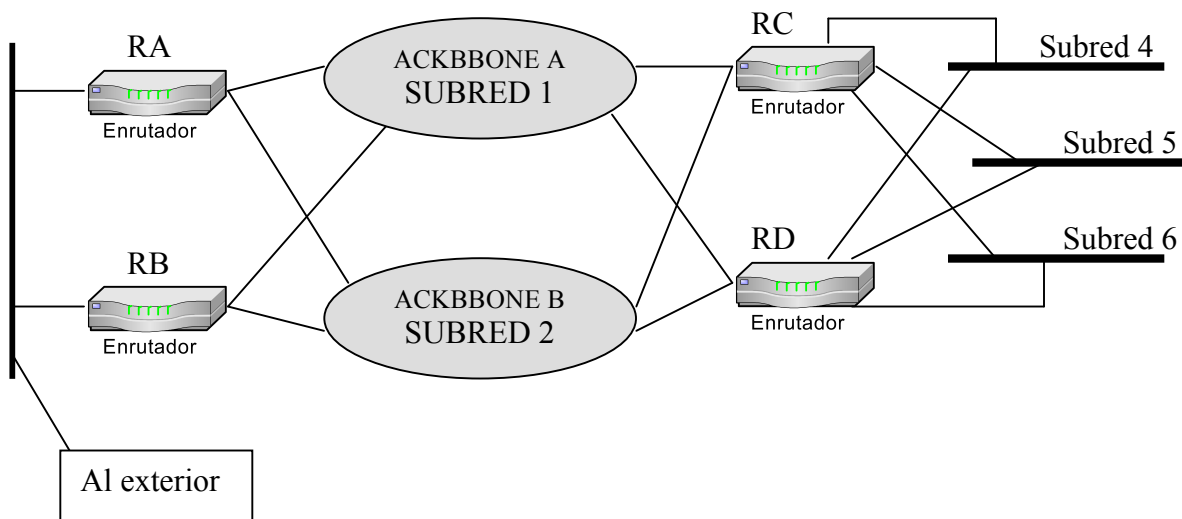 RA
Enrutador
RB
Enrutador
ACKBBONE A
SUBRED 1
ACKBBONE B
SUBRED 2
RC
Enrutador
RD
Enrutador
Subred 4
Subred 5
Subred 6
Al exterior